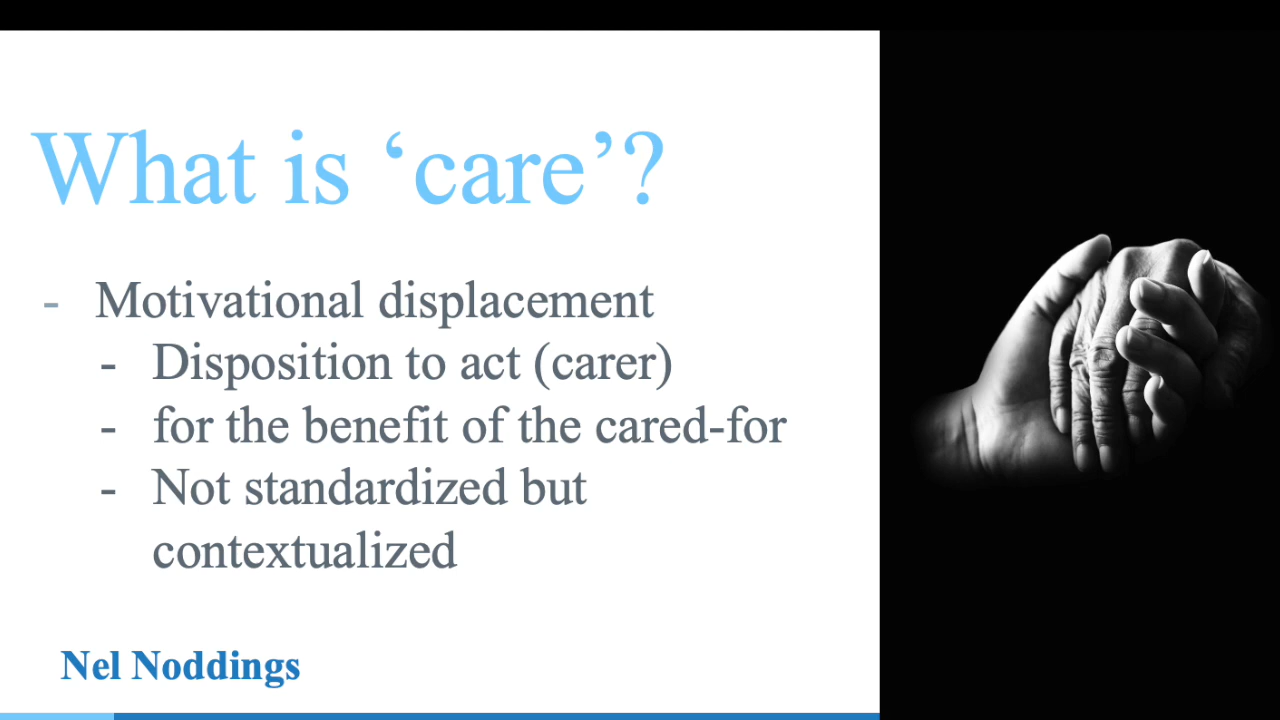 What is ‘care’?
- Motivational displacement
- Disposition to act (carer)
- for the benefit of the cared-for
- Not standardized but
contextualized
Nel Noddings